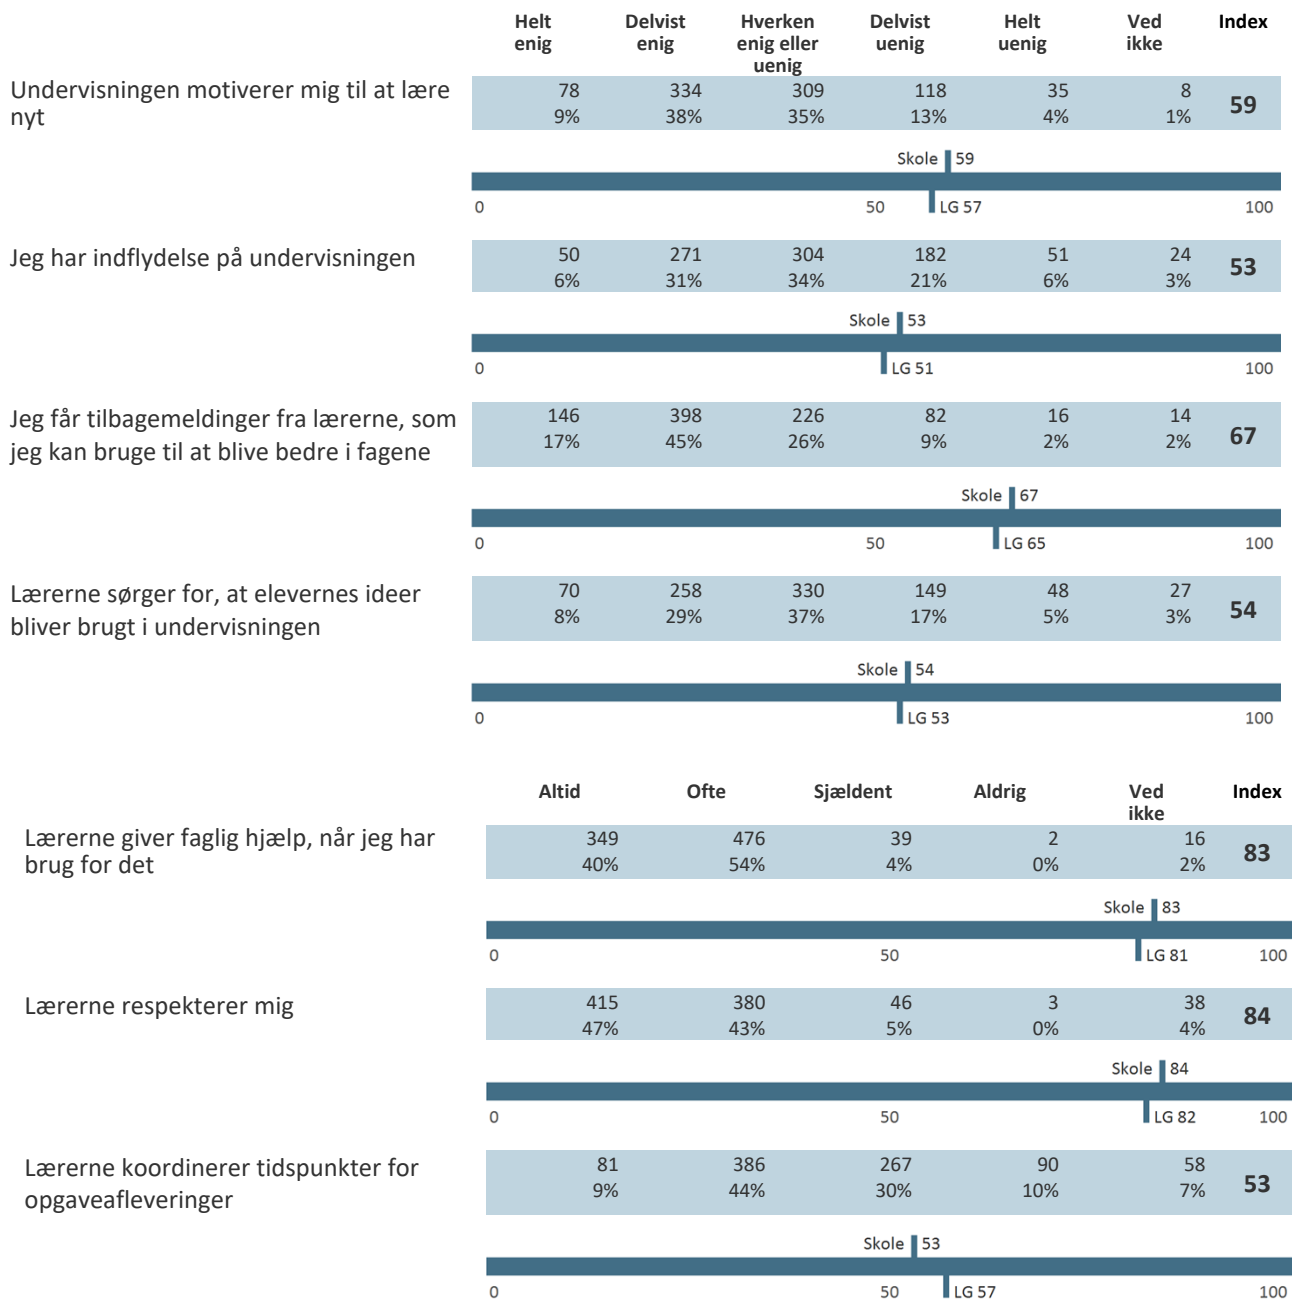 Helt Delvist Hverken Delvist Helt Ved Index
enig enig enig eller uenig uenig ikke
uenig
Undervisningen motiverer mig til at lære 78 334 309 118 35 8 59
nyt 9% 38% 35% 13% 4% 1%
Skole 59
0 50 LG 57 100
Jeg har indflydelse på undervisningen 50 271 304 182 51 24 53
6% 31% 34% 21% 6% 3%
Skole 53
0 LG 51 100
Jeg får tilbagemeldinger fra lærerne, som 146 398 226 82 16 14 67
jeg kan bruge til at blive bedre i fagene 17% 45% 26% 9% 2% 2%
Skole 67
0 50 LG 65 100
Lærerne sørger for, at elevernes ideer 70 258 330 149 48 27 54
bliver brugt i undervisningen 8% 29% 37% 17% 5% 3%
Skole 54
0 LG 53 100
Altid Ofte Sjældent Aldrig Ved Index
ikke
Lærerne giver faglig hjælp, når jeg har 349 476 39 2 16 83
brug for det 40% 54% 4% 0% 2%
Skole 83
0 50 LG 81 100
Lærerne respekterer mig 415 380 46 3 38 84
47% 43% 5% 0% 4%
Skole 84
0 50 LG 82 100
Lærerne koordinerer tidspunkter for 81 386 267 90 58 53
opgaveafleveringer 9% 44% 30% 10% 7%
Skole 53
0 50 LG 57 100